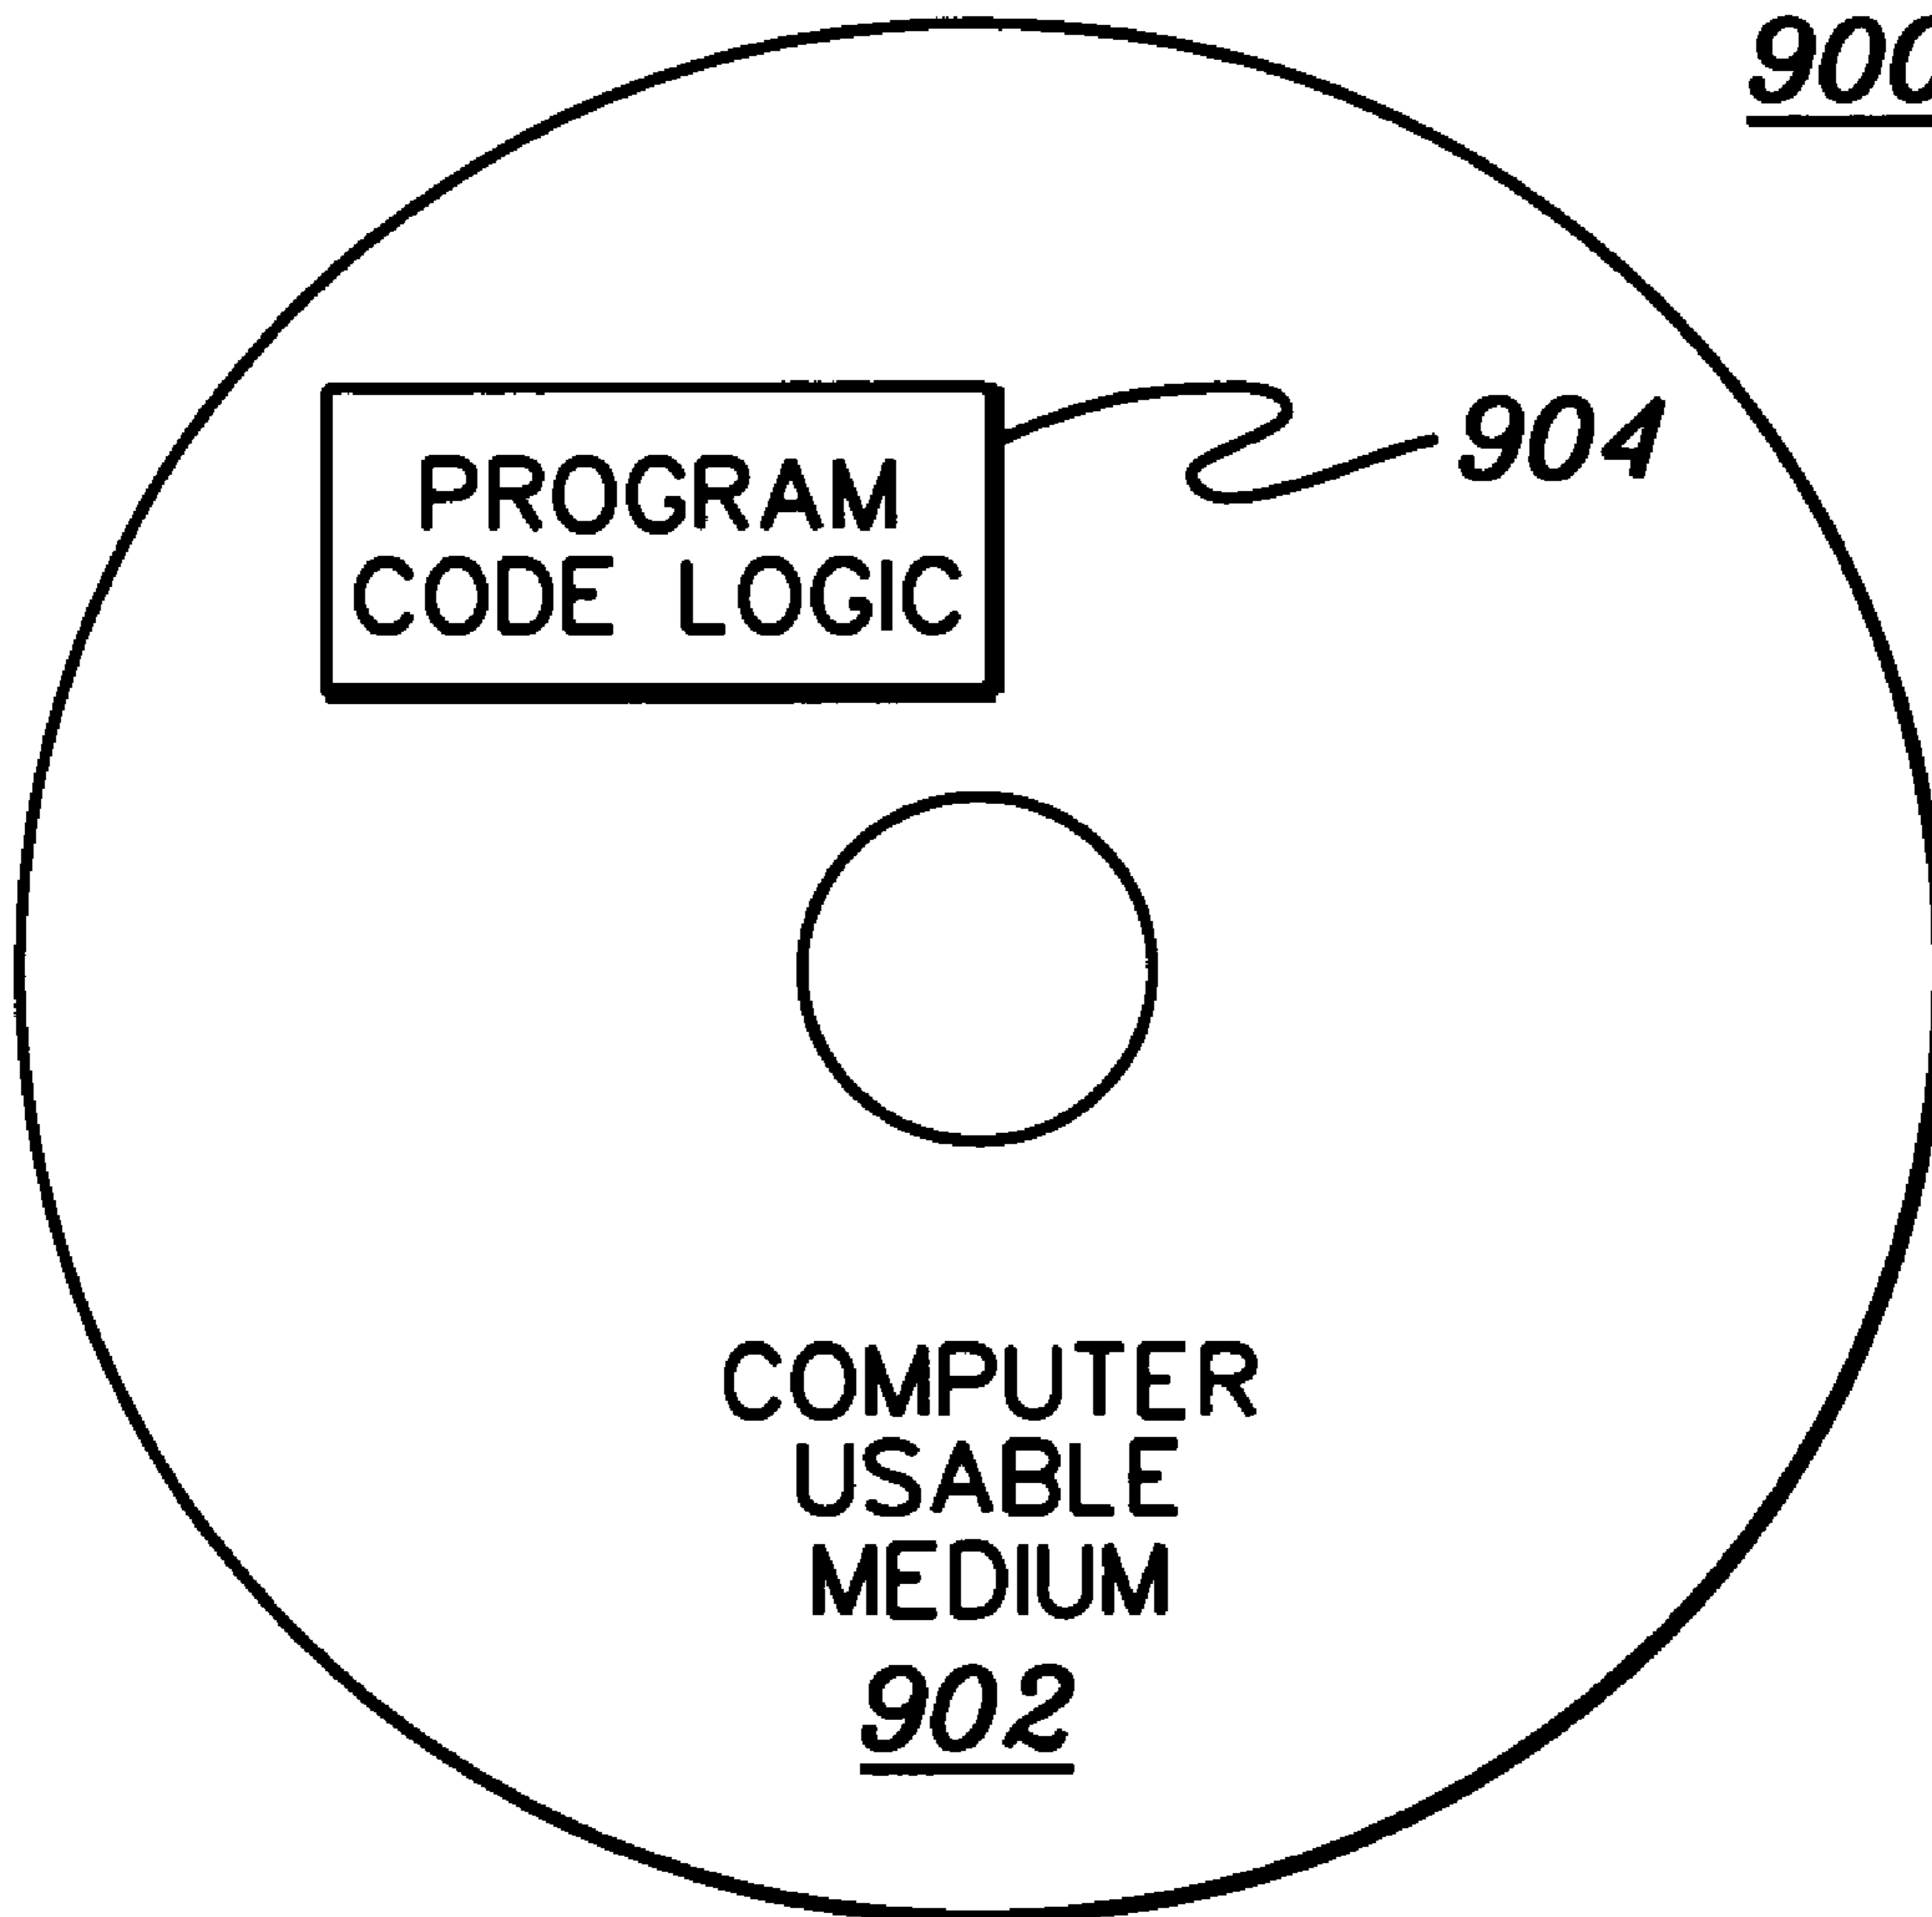 900
PROGRAM
CODE LOGIC
904
COMPUTER
USABLE
MEDIUM
902